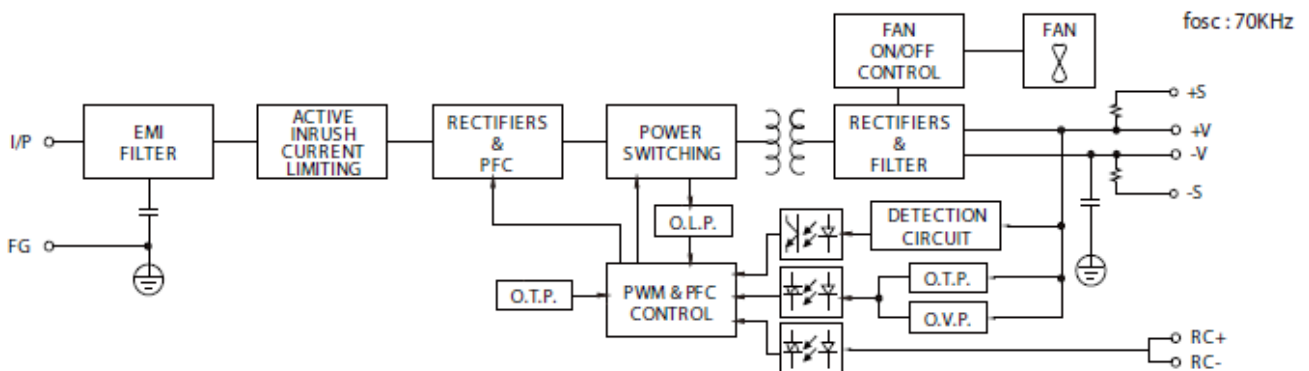 fosc : 70KHz
FAN
ON/OFF
CONTROL
FAN
I/P
EMI
FILTER
ACTIVE
INRUSH
CURRENT
LIMITING
RECTIFIERS
&
PFC
POWER
SWITCHING
RECTIFIERS
&
FILTER
+S
+V
-V
-S
FG
O.L.P.
DETECTION
CIRCUIT
O.T.P.
PWM & PFC
CONTROL
O.T.P.
O.V.P.
RC+
RC-